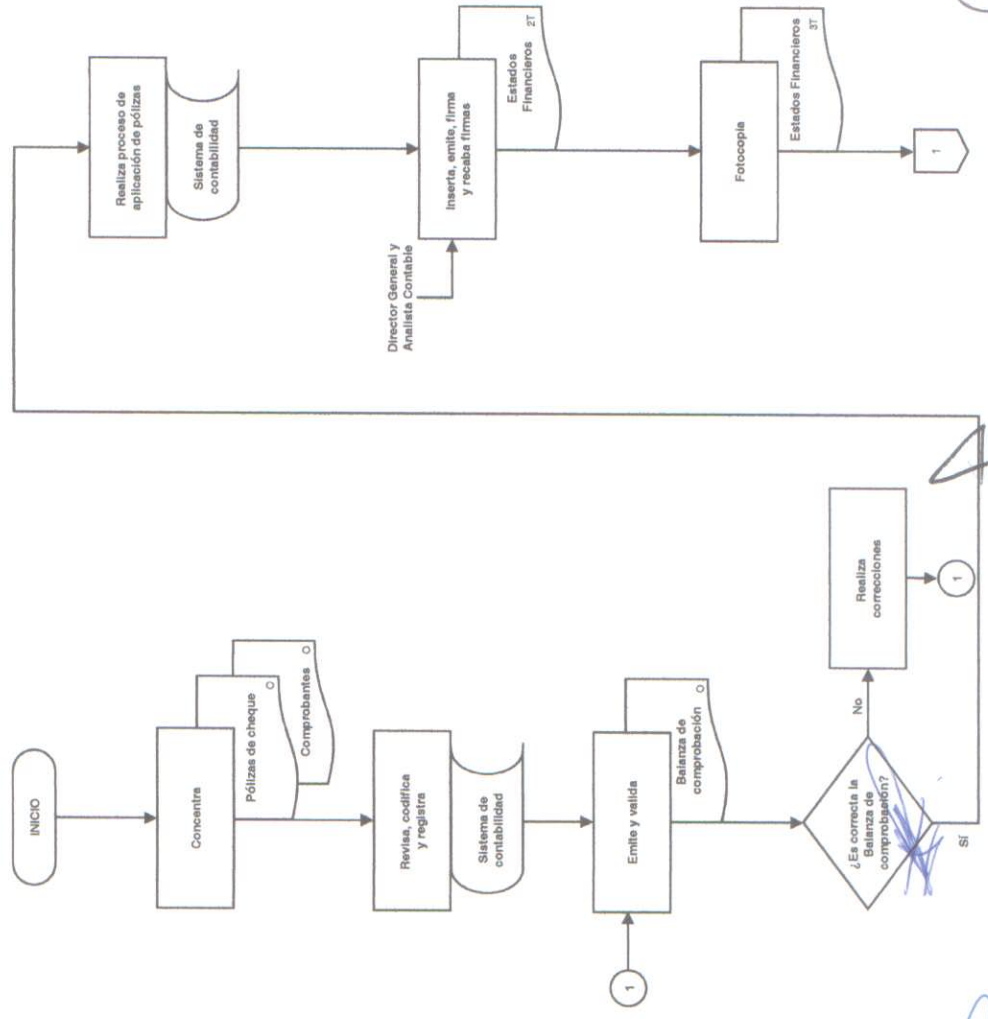 INICIO
Concentra
Pólizas de cheque
O
Comprobantes
O
Revisa, codifica
y registra
Sistema de
contabilidad
1
Emite y valida
Balanza de
comprobación
O
¿Es correcta la
Balanza de
comprobación?
No
Realiza
correcciones
1
Sí
Realiza proceso de
aplicación de pólizas
Sistema de
contabilidad
Director General y
Analista Contable
Inserta, emite, firma
y recaba firmas
Estados
Financieros
2T
Fotocopia
Estados Financieros
3T
1